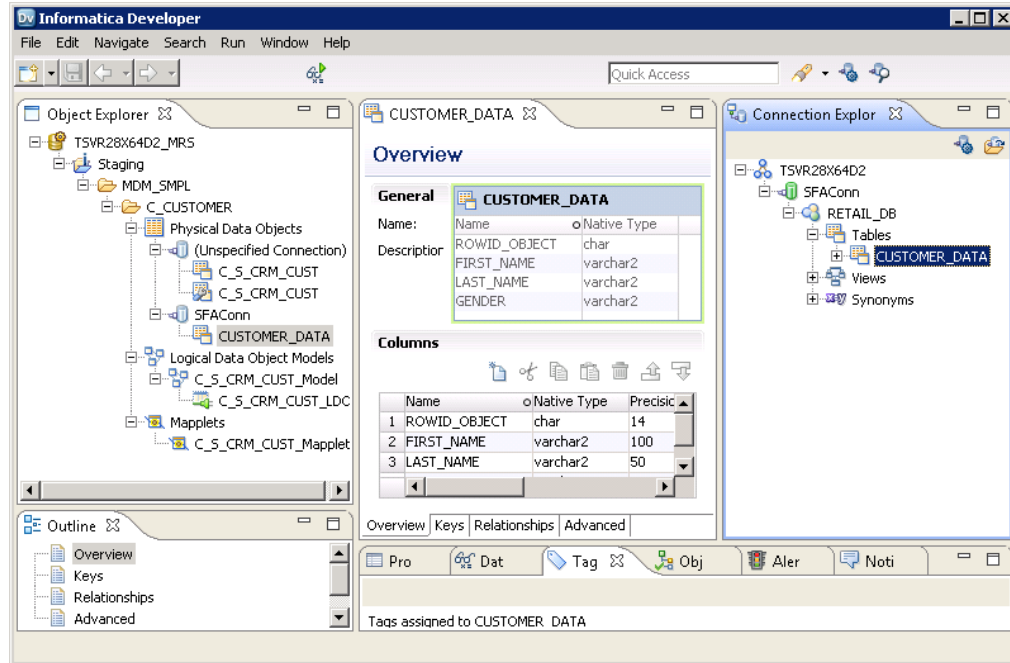 Dv Informatica Developer
File Edit Navigate Search Run Window Help
Quick Access
Object Explorer
TSVR28X64D2_MRS
Staging
MDM_SMPL
C_CUSTOMER
Physical Data Objects
(Unspecified Connection)
C_S_CRM_CUST
C_S_CRM_CUST
SFAConn
CUSTOMER_DATA
Logical Data Object Models
C_S_CRM_CUST_Model
C_S_CRM_CUST_LDC
Mapplets
C_S_CRM_CUST_Mapplet
Outline
Overview
Keys
Relationships
Advanced
CUSTOMER_DATA
Overview
General
Name:
Description
CUSTOMER_DATA
Name Native Type
ROWID_OBJECT char
FIRST_NAME varchar2
LAST_NAME varchar2
GENDER varchar2
Columns
Name Native Type Precisic
1 ROWID_OBJECT char 14
2 FIRST_NAME varchar2 100
3 LAST_NAME varchar2 50
Overview Keys Relationships Advanced
Connection Explor
TSVR28X64D2
SFAConn
RETAIL_DB
Tables
CUSTOMER_DATA
Views
Synonyms
Pro Dat Tag Obj Aler Noti
Tags assigned to CUSTOMER_DATA